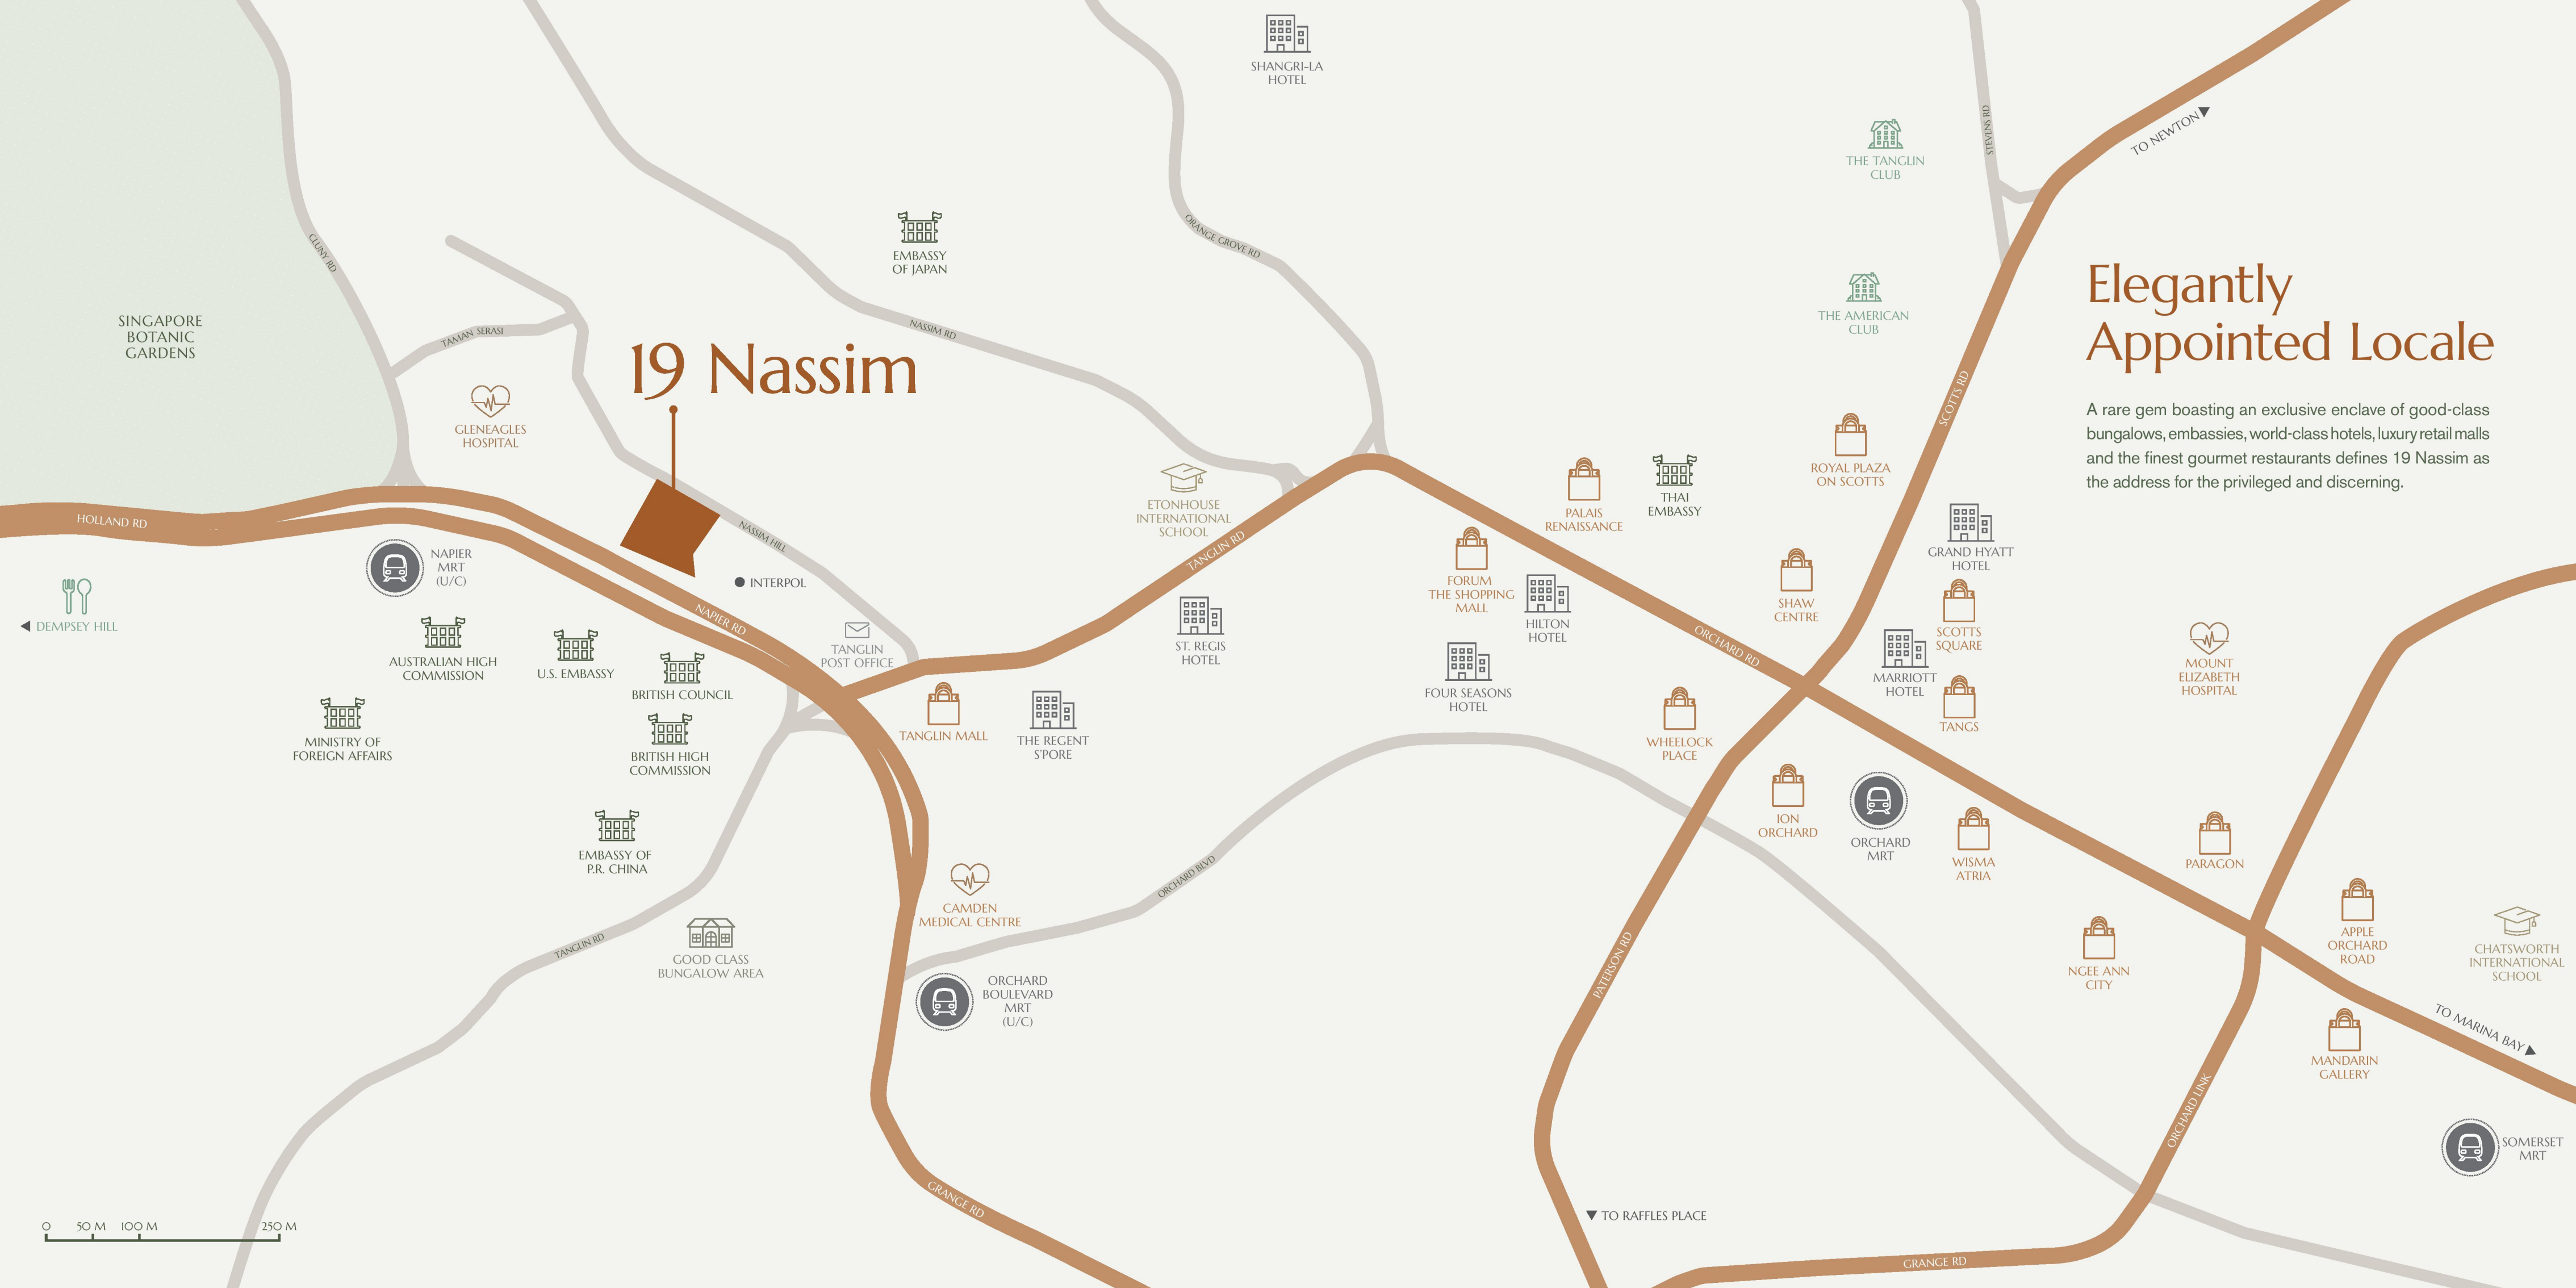 SHANGRI-LA
HOTEL
STEVENS RD
TO NEWTON
THE TANGLIN
CLUB
CLUNY RD
EMBASSY
OF JAPAN
ORANGE GROVE RD
Elegantly
Appointed Locale
A rare gem boasting an exclusive enclave of good-class
bungalows, embassies, world-class hotels, luxury retail malls
and the finest gourmet restaurants defines 19 Nassim as
the address for the privileged and discerning.
THE AMERICAN
CLUB
SINGAPORE
BOTANIC
GARDENS
TAMAN SERASI
NASSIM RD
19 Nassim
SCOTTS RD
GLENEAGLES
HOSPITAL
ROYAL PLAZA
ON SCOTTS
ETONHOUSE
INTERNATIONAL
SCHOOL
PALAIS
RENAISSANCE
THAI
EMBASSY
HOLLAND RD
NASSIM HILL
TANGLIN RD
GRAND HYATT
HOTEL
NAPIER
MRT
(U/C)
INTERPOL
FORUM
THE SHOPPING
MALL
HILTON
HOTEL
SHAW
CENTRE
SCOTTS
SQUARE
DEMPSEY HILL
NAPIER RD
TANGLIN
POST OFFICE
ST. REGIS
HOTEL
ORCHARD RD
AUSTRALIAN HIGH
COMMISSION
U.S. EMBASSY
BRITISH COUNCIL
FOUR SEASONS
HOTEL
MARRIOTT
HOTEL
MOUNT
ELIZABETH
HOSPITAL
MINISTRY OF
FOREIGN AFFAIRS
BRITISH HIGH
COMMISSION
TANGLIN MALL
THE REGENT
S'PORE
WHEELOCK
PLACE
TANGS
ION
ORCHARD
ORCHARD
MRT
WISMA
ATRIA
PARAGON
EMBASSY OF
P.R. CHINA
ORCHARD BLVD
CAMDEN
MEDICAL CENTRE
TANGLIN RD
GOOD CLASS
BUNGALOW AREA
PATERSON RD
NGEE ANN
CITY
APPLE
ORCHARD
ROAD
CHATSWORTH
INTERNATIONAL
SCHOOL
ORCHARD
BOULEVARD
MRT
(U/C)
TO MARINA BAY
MANDARIN
GALLERY
ORCHARD LINK
SOMERSET
MRT
GRANGE RD
TO RAFFLES PLACE
0 50 M 100 M 250 M
GRANGE RD